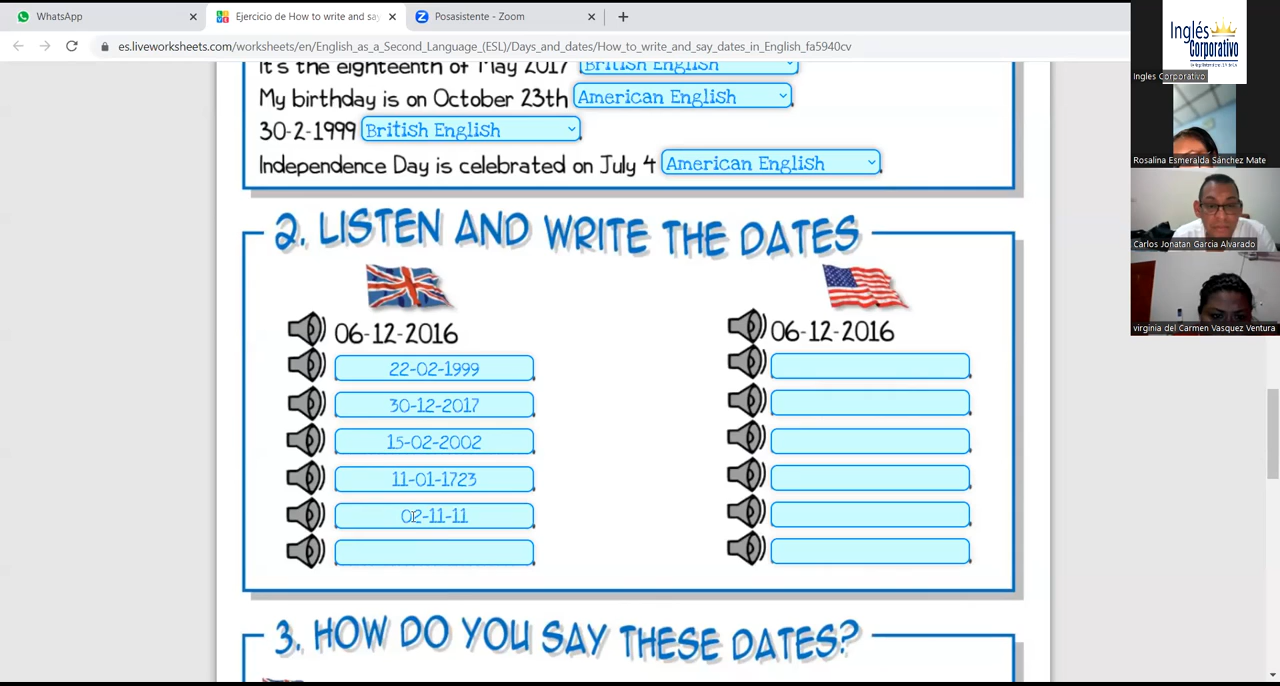 WhatsApp
Ejercicio de How to write and say
Posasistente - Zoom
es.liveworksheets.com/worksheets/en/English_as_a_Second_Language_(ESL)/Days_and_dates/How_to_write_and_say_dates_in_English_fa5940cv
It's the eighteenth of May 2017 British English
My birthday is on October 23th American English
30-2-1999 British English
Independence Day is celebrated on July 4 American English
2. LISTEN AND WRITE THE DATES
06-12-2016
22-02-1999
30-12-2017
15-02-2002
11-01-1723
02-11-11
06-12-2016
3. HOW DO YOU SAY THESE DATES?
Inglés
Corporativo
Ingles Corporativo
Rosalina Esmeralda Sánchez Mate
Carlos Jonatan Garcia Alvarado
virginia del Carmen Vasquez Ventura